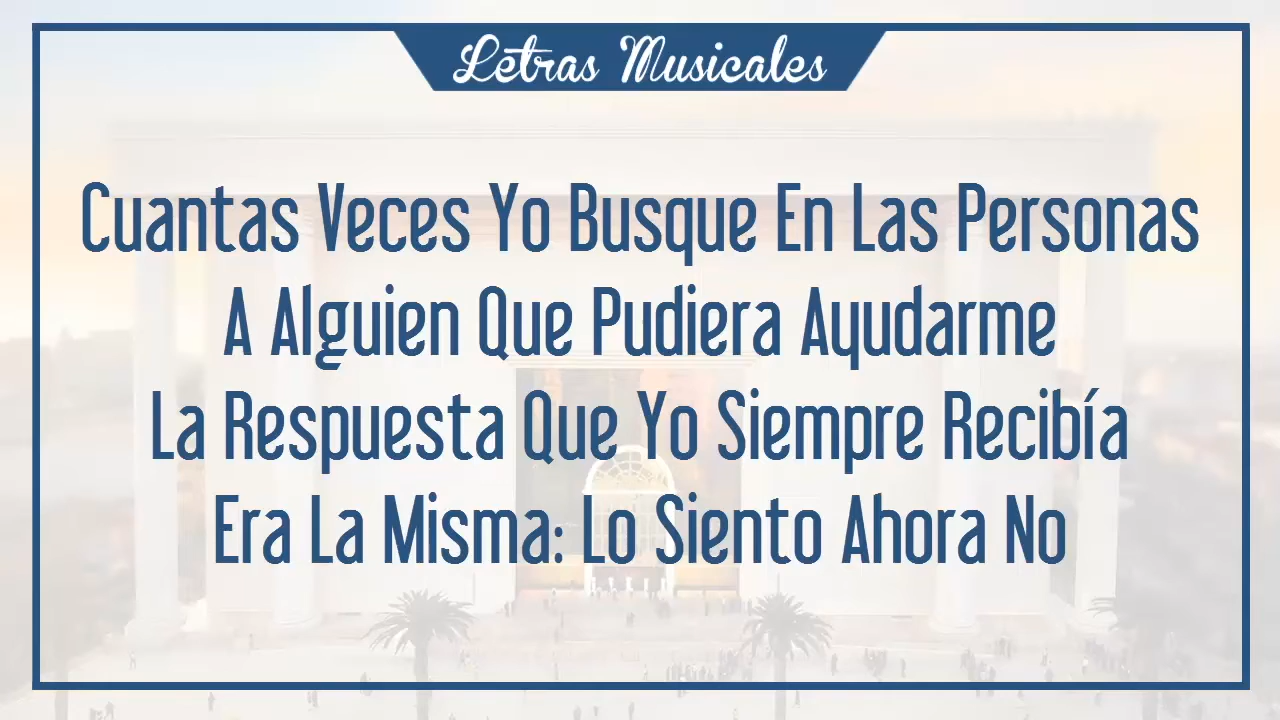 Letras Musicales
Cuantas Veces Yo Busque En Las Personas
A Alguien Que Pudiera Ayudarme
La Respuesta Que Yo Siempre Recibía
Era La Misma: Lo Siento Ahora No